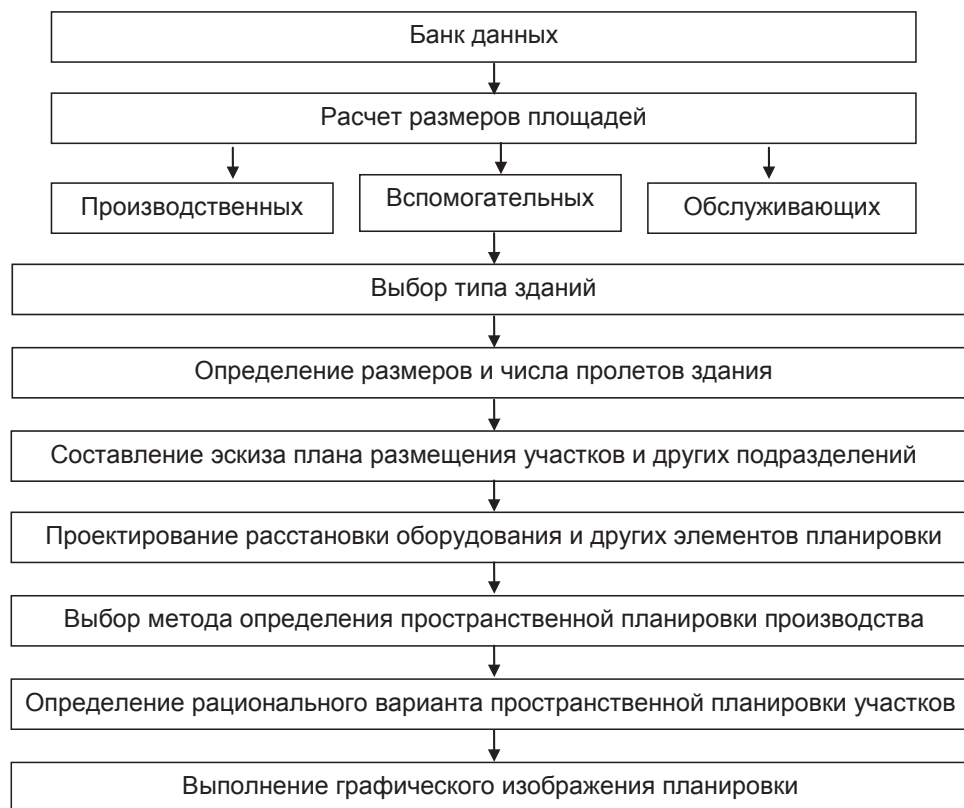 Банк данных
Расчет размеров площадей
Производственных
Вспомогательных
Обслуживающих
Выбор типа зданий
Определение размеров и числа пролетов здания
Составление эскиза плана размещения участков и других подразделений
Проектирование расстановки оборудования и других элементов планировки
Выбор метода определения пространственной планировки производства
Определение рационального варианта пространственной планировки участков
Выполнение графического изображения планировки